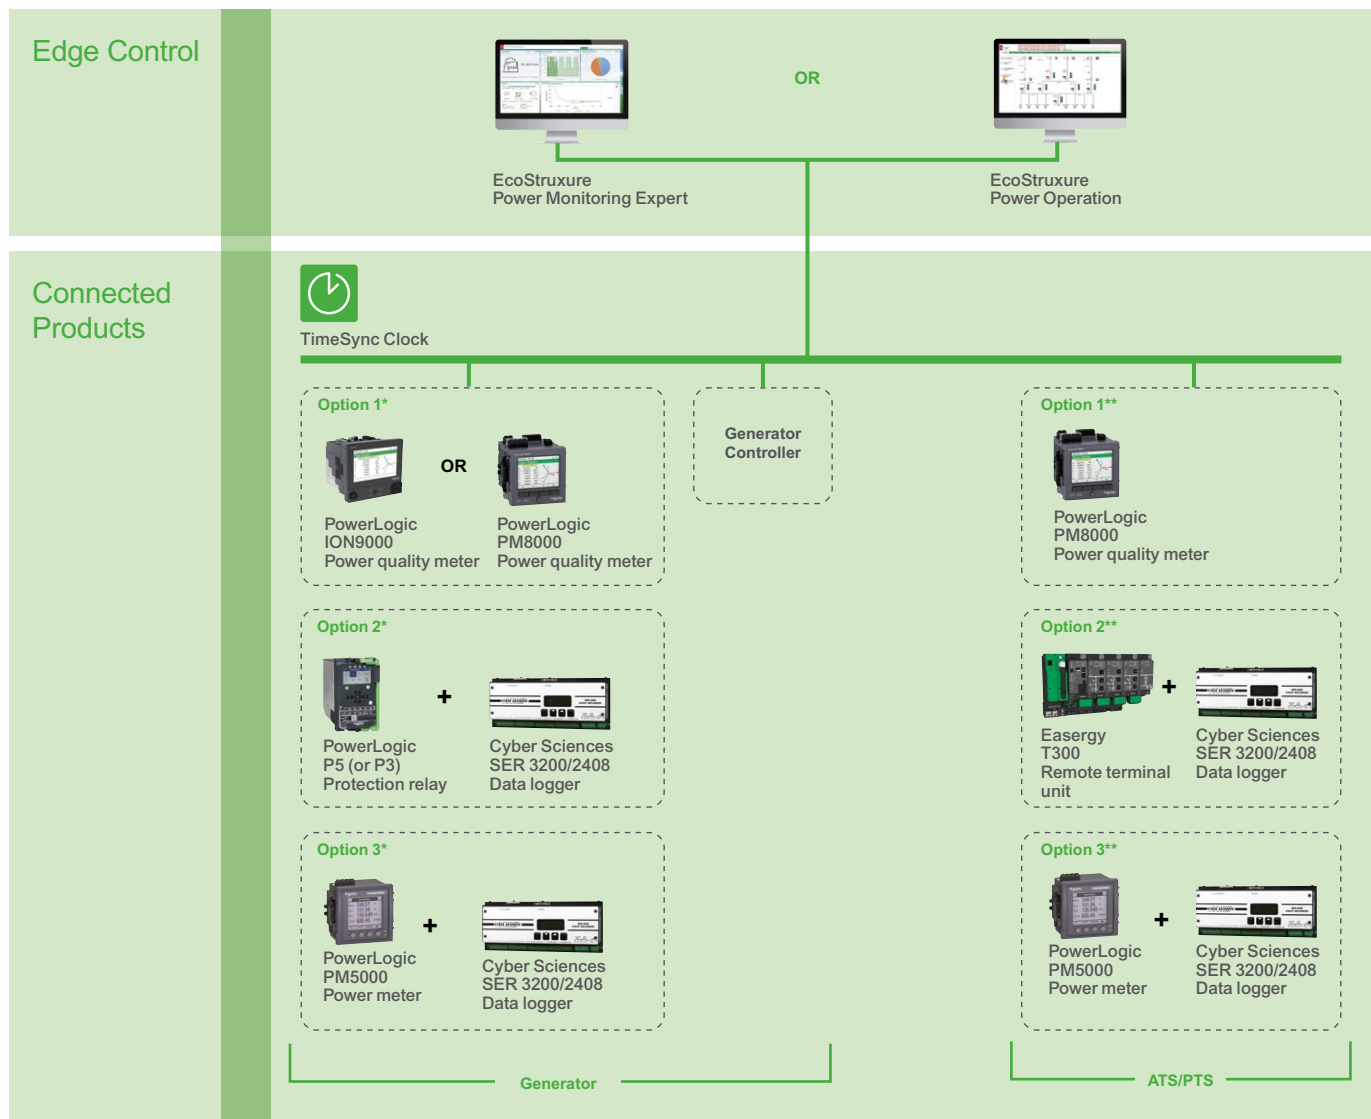 Edge Control
OR
EcoStruxure
Power Monitoring Expert
EcoStruxure
Power Operation
Connected
Products
TimeSync Clock
Option 1*
OR
PowerLogic
ION9000
Power quality meter
PowerLogic
PM8000
Power quality meter
Generator
Controller
Option 1**
PowerLogic
PM8000
Power quality meter
Option 2*
+
PowerLogic
P5 (or P3)
Protection relay
Cyber Sciences
SER 3200/2408
Data logger
Option 2**
+
Easergy
T300
Remote terminal
unit
Cyber Sciences
SER 3200/2408
Data logger
Option 3*
+
PowerLogic
PM5000
Power meter
Cyber Sciences
SER 3200/2408
Data logger
Option 3**
+
PowerLogic
PM5000
Power meter
Cyber Sciences
SER 3200/2408
Data logger
Generator
ATS/PTS